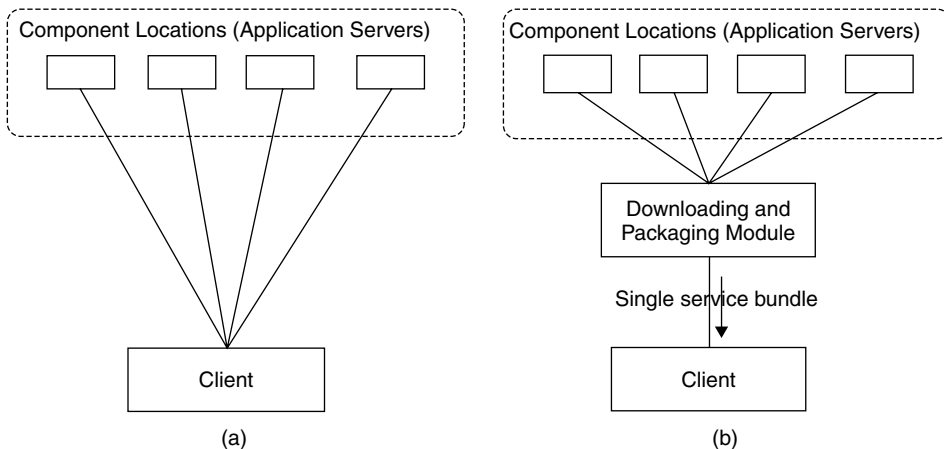 Component Locations (Application Servers)
Client
(a)
Component Locations (Application Servers)
Downloading and
Packaging Module
Single service bundle
Client
(b)